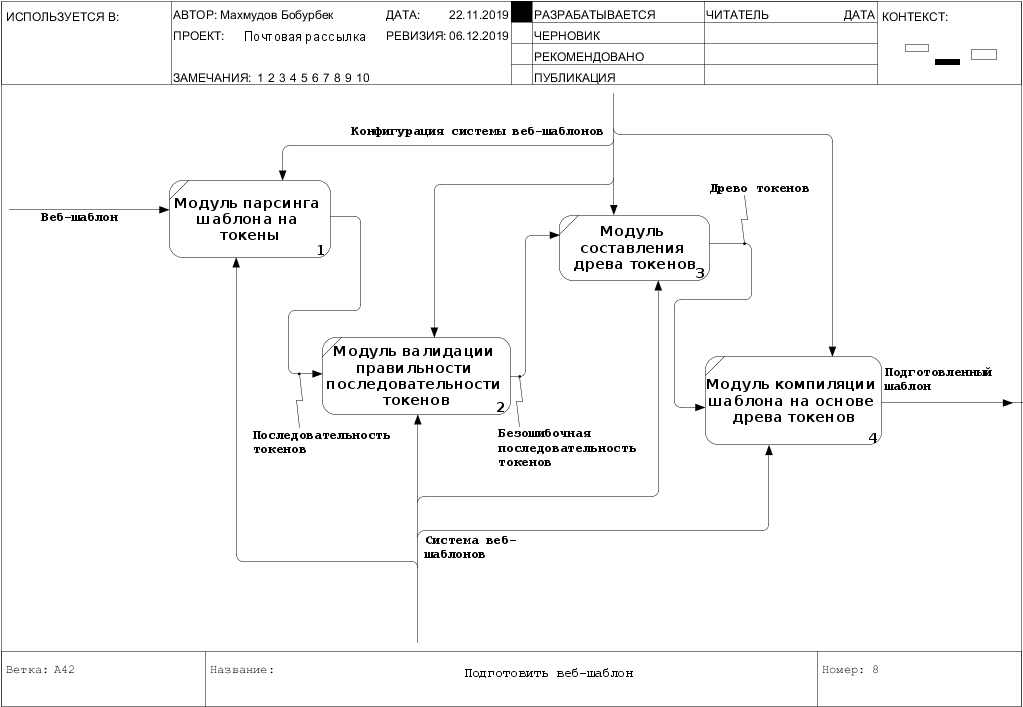 ИСПОЛЬЗУЕТСЯ В:
АВТОР: Махмудов Бобурбек
ДАТА: 22.11.2019
ПРОЕКТ: Почтовая рассылка
РЕВИЗИЯ: 06.12.2019
ЗАМЕЧАНИЯ: 1 2 3 4 5 6 7 8 9 10
РАЗРАБАТЫВАЕТСЯ
ЧЕРНОВИК
РЕКОМЕНДОВАНО
ПУБЛИКАЦИЯ
ЧИТАТЕЛЬ
ДАТА
КОНТЕКСТ:
Конфигурация системы веб-шаблонов
Веб-шаблон
Модуль парсинга
шаблона на
токены
1
Древо токенов
Модуль
составления
древа токенов
3
Модуль валидации
правильности
последовательности
токенов
2
Подготовленный
шаблон
Модуль компиляции
шаблона на основе
древа токенов
4
Последовательность
токенов
Безошибочная
последовательность
токенов
Система веб-
шаблонов
Ветка: A42
Название:
Подготовить веб-шаблон
Номер: 8